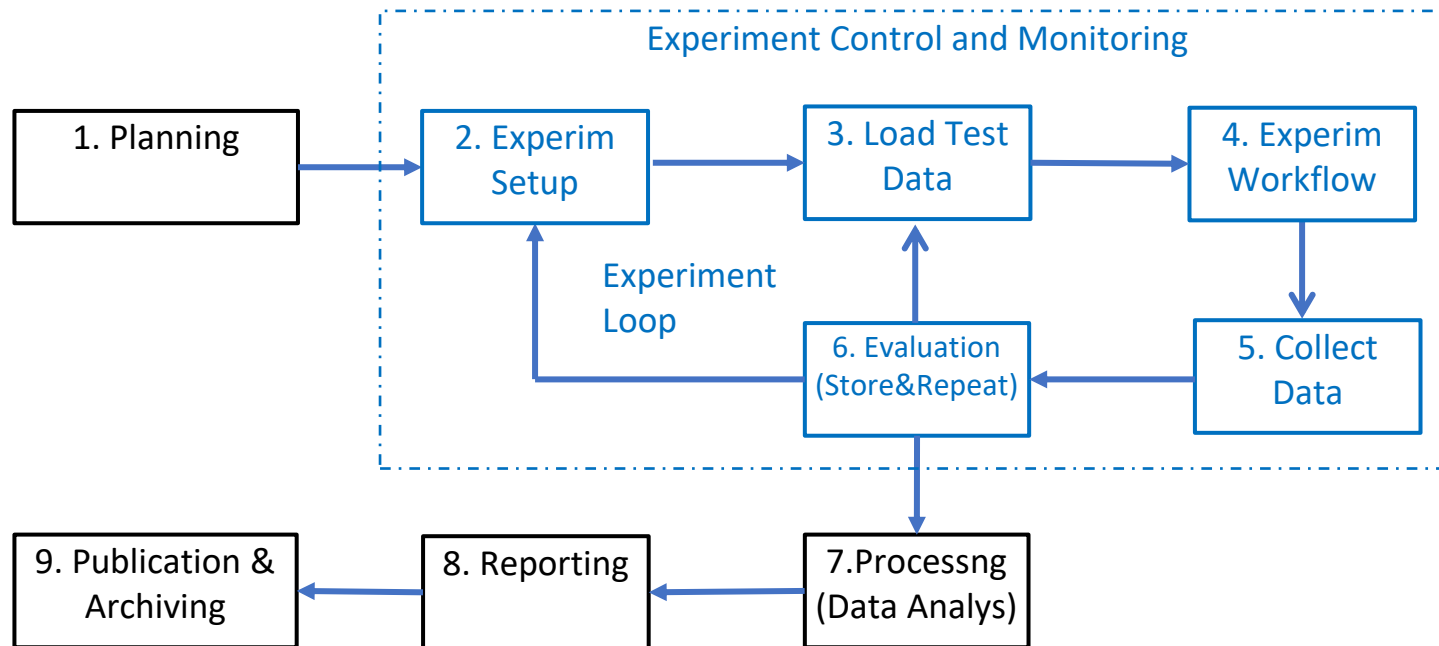 Experiment Control and Monitoring
1. Planning
2. Experim
Setup
3. Load Test
Data
4. Experim
Workflow
Experiment
Loop
6. Evaluation
(Store&Repeat)
5. Collect
Data
9. Publication &
Archiving
8. Reporting
7.Processng
(Data Analys)